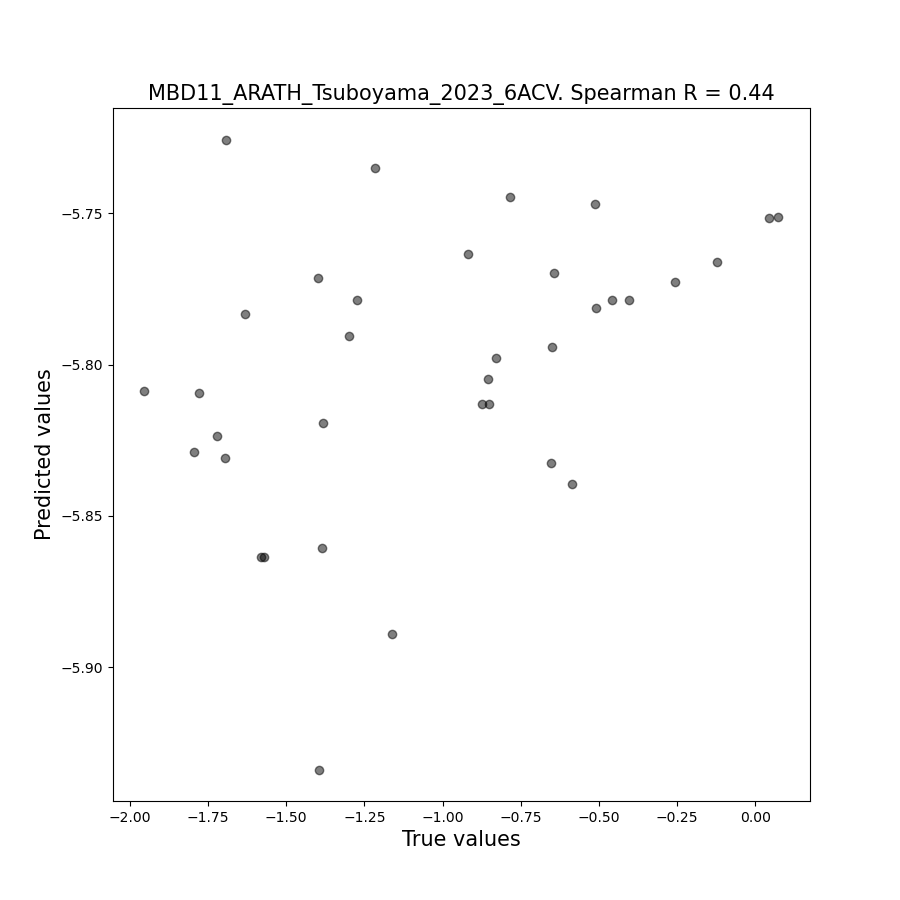 MBD11_ARATH_Tsuboyama_2023_6ACV. Spearman R = 0.44
−5.75
−5.80
−5.85
−5.90
Predicted values
−2.00 −1.75 −1.50 −1.25 −1.00 −0.75 −0.50 −0.25 0.00
True values